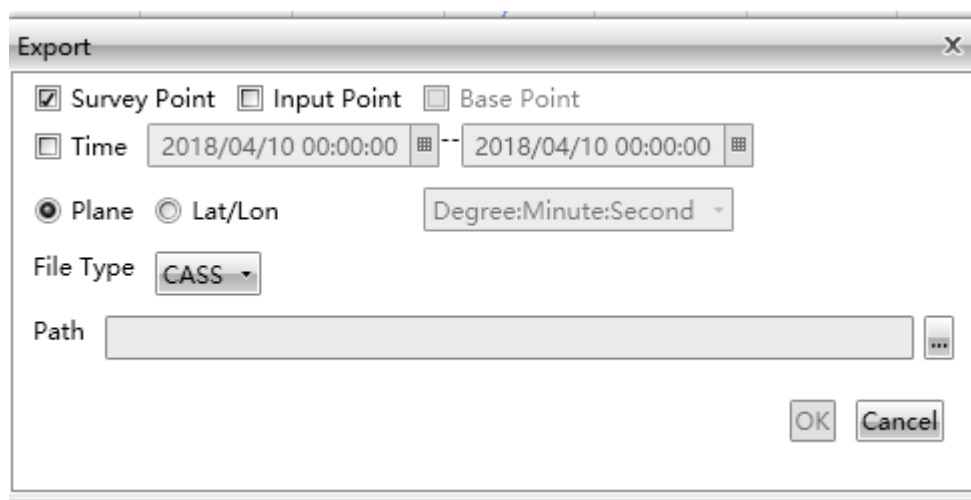 Export
Survey Point Input Point Base Point
Time 2018/04/10 00:00:00 -- 2018/04/10 00:00:00
Plane Lat/Lon Degree:Minute:Second
File Type CASS
Path ...
OK Cancel